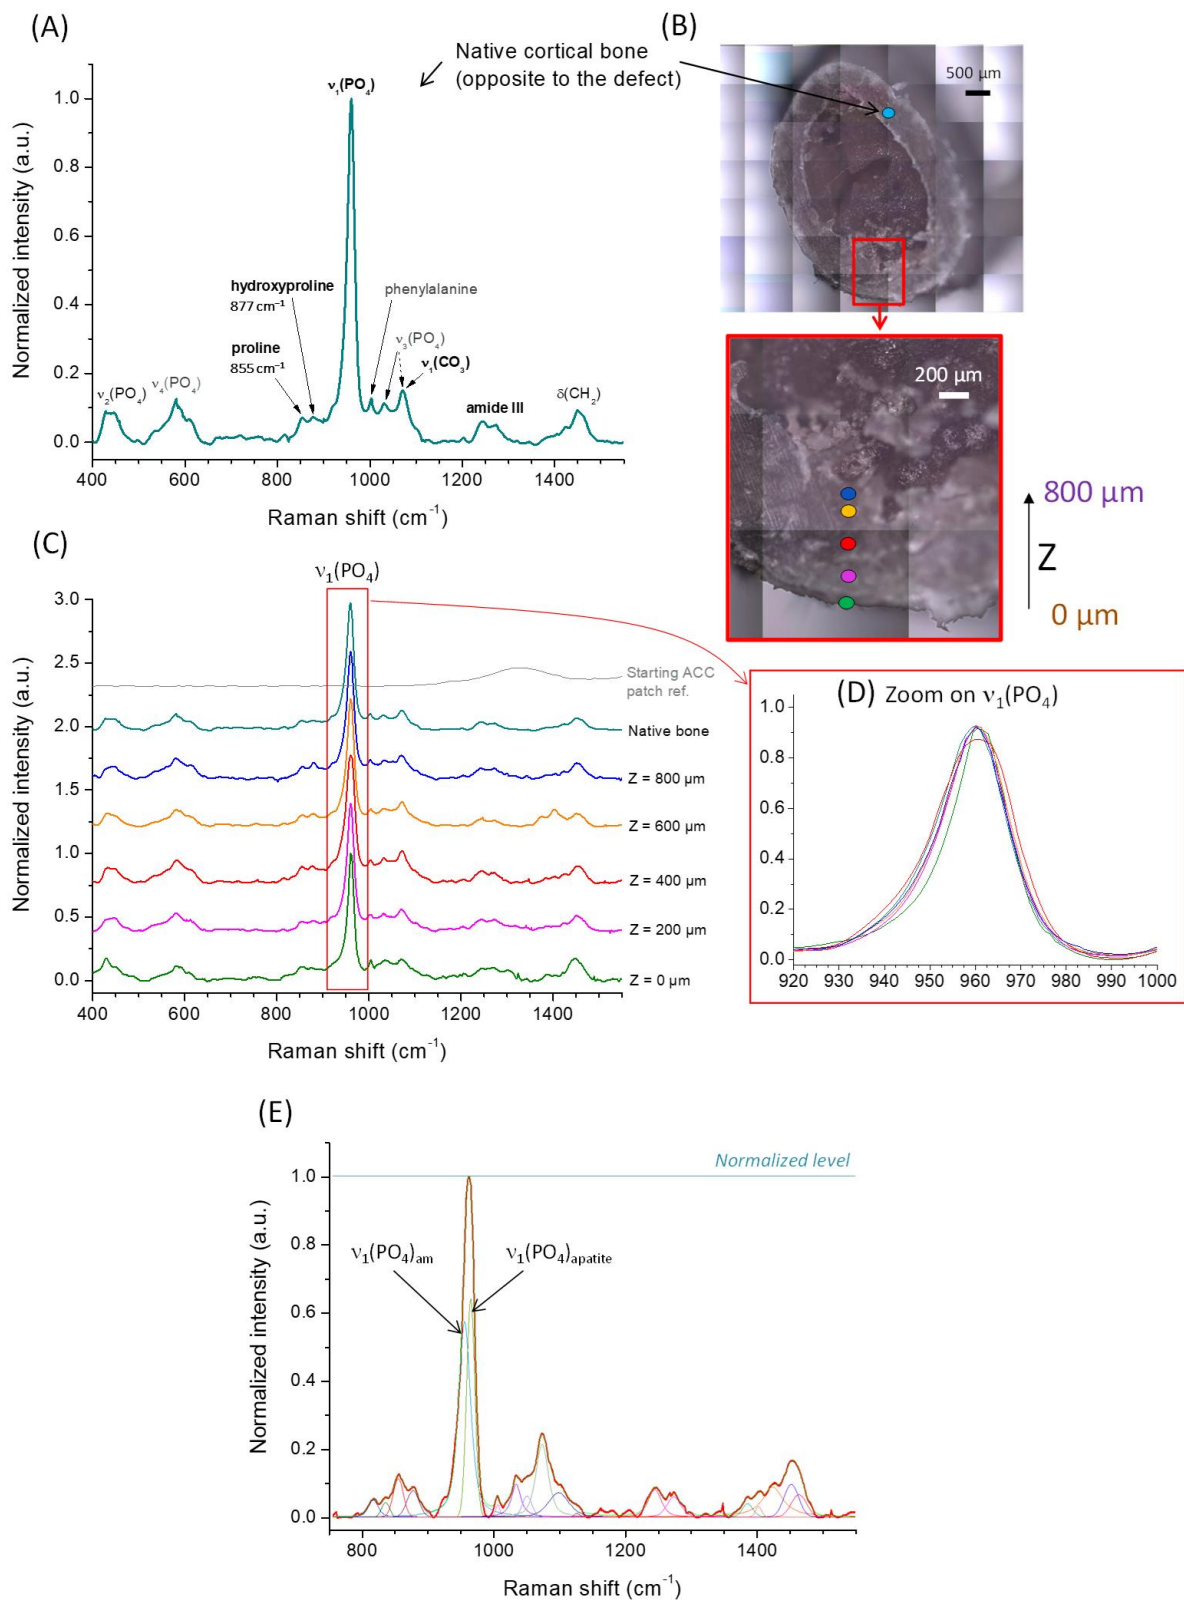 (A)
Native cortical bone
(opposite to the defect)
(B)
500 µm
ν₁(PO₄)
1.0
0.8
0.6
0.4
0.2
0.0
Normalized intensity (a.u.)
hydroxyproline
877 cm⁻¹
phenylalanine
proline
855 cm⁻¹
ν₃(PO₄)
ν₁(CO₃)
ν₂(PO₄)
ν₄(PO₄)
amide III
δ(CH₂)
400 600 800 1000 1200 1400
Raman shift (cm⁻¹)
200 µm
800 µm
Z
0 µm
(C)
ν₁(PO₄)
3.0
2.5
2.0
1.5
1.0
0.5
0.0
Normalized intensity (a.u.)
Starting ACC
patch ref.
Native bone
Z = 800 µm
Z = 600 µm
Z = 400 µm
Z = 200 µm
Z = 0 µm
400 600 800 1000 1200 1400
Raman shift (cm⁻¹)
(D) Zoom on ν₁(PO₄)
1.0
0.8
0.6
0.4
0.2
0.0
920 930 940 950 960 970 980 990 1000
(E)
Normalized level
1.0
0.8
0.6
0.4
0.2
0.0
Normalized intensity (a.u.)
ν₁(PO₄)am
ν₁(PO₄)apatite
800 1000 1200 1400
Raman shift (cm⁻¹)